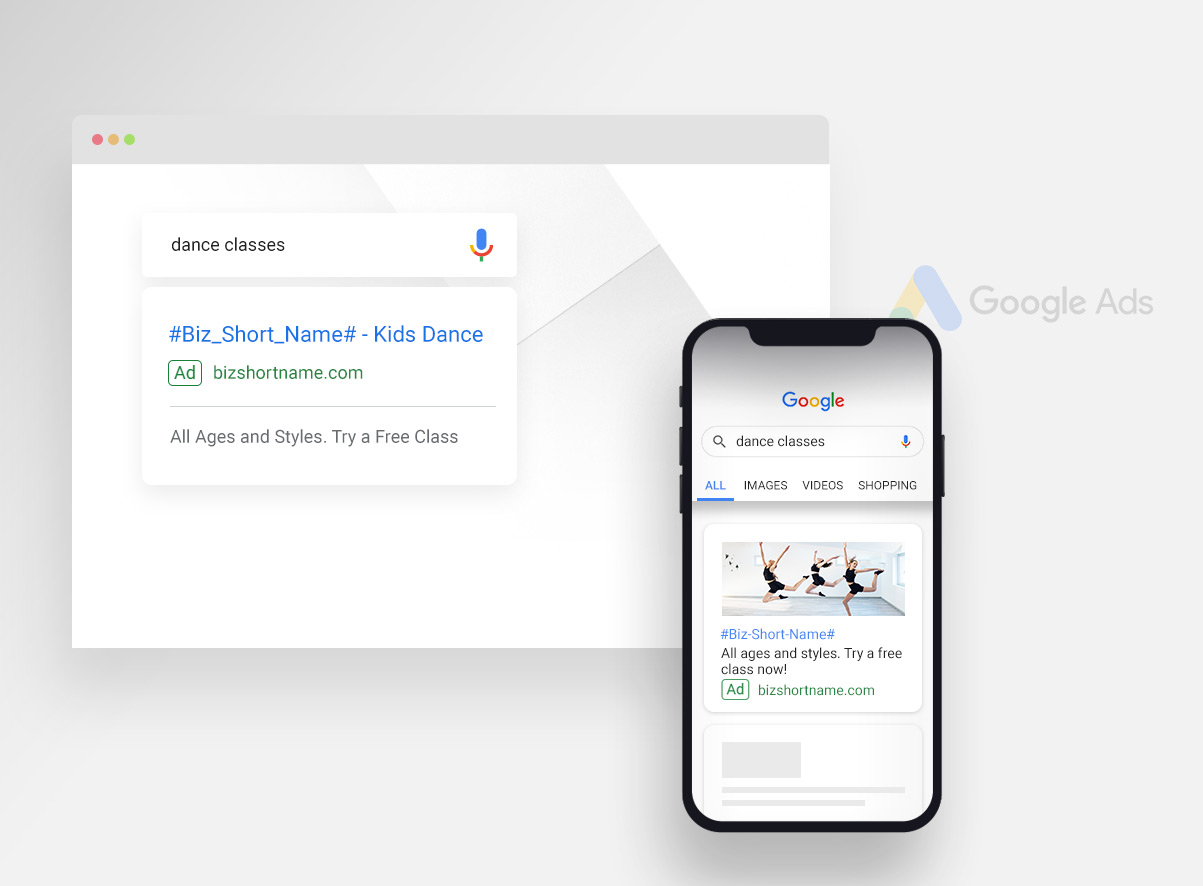 dance classes
#Biz_Short_Name# - Kids Dance
Ad bizshortname.com
All Ages and Styles. Try a Free Class
Google Ads
Google
dance classes
ALL IMAGES VIDEOS SHOPPING
#Biz-Short-Name#
All ages and styles. Try a free
class now!
Ad bizshortname.com